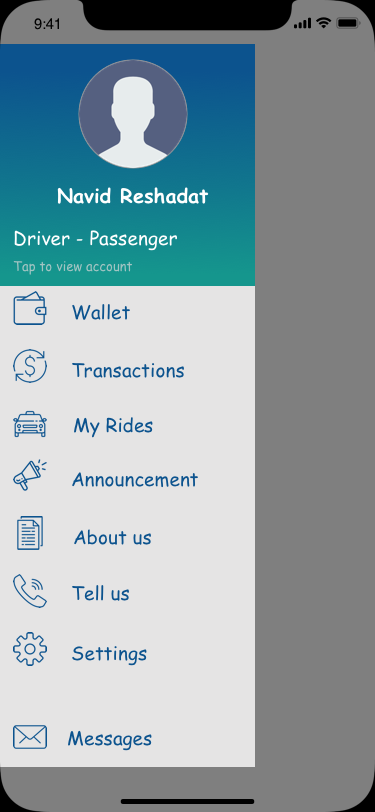 9:41
Navid Reshadat
Driver - Passenger
Tap to view account
Wallet
Transactions
My Rides
Announcement
About us
Tell us
Settings
Messages